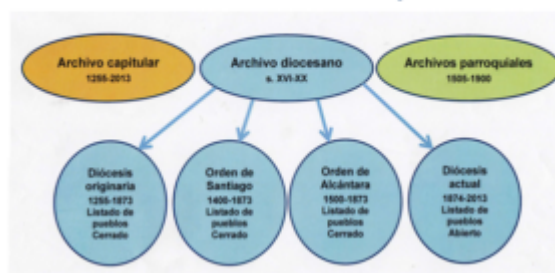 Archivo capitular
1255-2013
Archivo diocesano
s. XVI-XX
Archivos parroquiales
1505-1900
Diócesis
originaria
1255-1873
Listado de
pueblos
Cerrado
Orden de
Santiago
1400-1873
Listado de
pueblos
Cerrado
Orden de
Alcántara
1500-1873
Listado de
pueblos
Cerrado
Diócesis
actual
1874-2013
Listado de
pueblos
Abierto